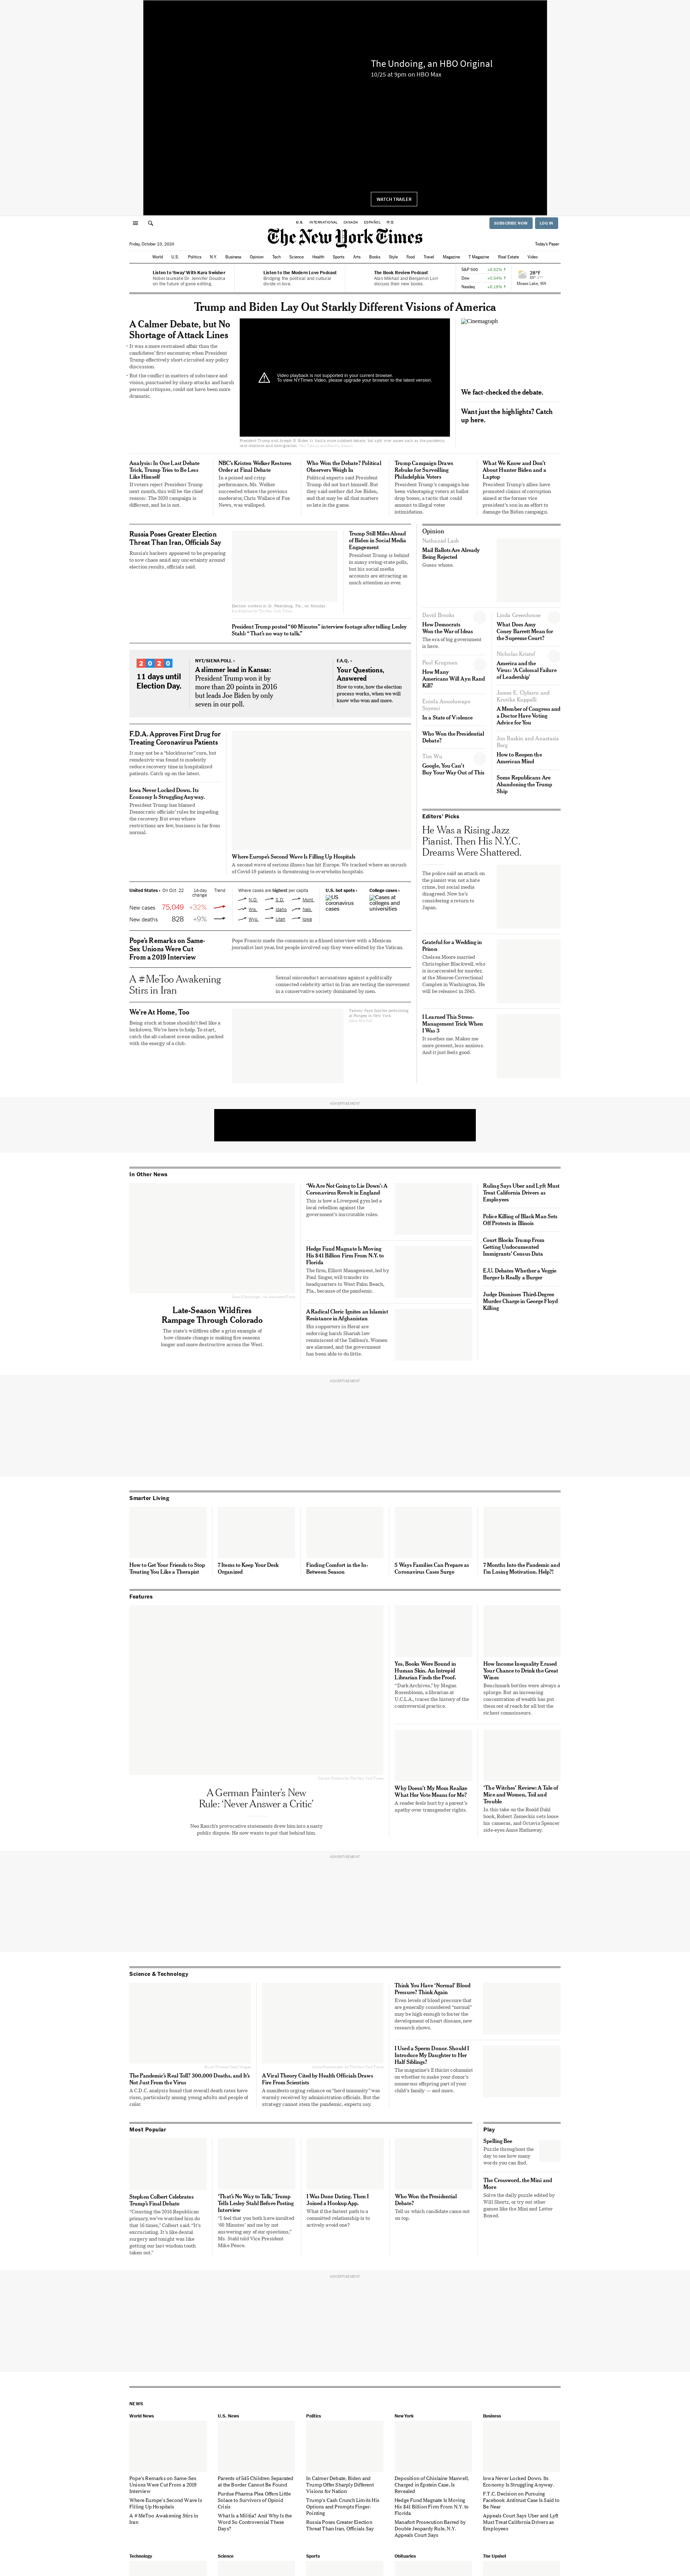 The Undoing, an HBO Original
10/25 at 9pm on HBO Max
WATCH TRAILER
U.S. INTERNATIONAL CANADA ESPAÑOL 中文
SUBSCRIBE NOW LOG IN
Friday, October 23, 2020
The New York Times
Today's Paper
World U.S. Politics N.Y. Business Opinion Tech Science Health Sports Arts Books Style Food Travel Magazine T Magazine Real Estate Video
Listen to 'Sway' With Kara Swisher
Nobel laureate Dr. Jennifer Doudna
on the future of gene editing.
Listen to the Modern Love Podcast
Bridging the political and cultural
divide in love.
The Book Review Podcast
Alan Mikhail and Benjamin Lorr
discuss their new books.
S&P 500
Dow
Nasdaq +0.19%
28°F
Moses Lake, WA
Trump and Biden Lay Out Starkly Different Visions of America
A Calmer Debate, but No
Shortage of Attack Lines
It was a more restrained affair than the
candidates' first encounter, when President
Trump effectively short-circuited any policy
discussion.
But the conflict in matters of substance and
vision, punctuated by sharp attacks and harsh
personal critiques, could not have been more
dramatic.
Video playback is not supported in your current browser.
To view NYTimes Video, please upgrade your browser to the latest version.
Cinemagraph
We fact-checked the debate.
Want just the highlights? Catch
up here.
Analysis: In One Last Debate
Trick, Trump Tries to Be Less
Like Himself
If voters reject President Trump
next month, this will be the chief
reason: The 2020 campaign is
different, and he is not.
NBC's Kristen Welker Restores
Order at Final Debate
In a poised and crisp
performance, Ms. Welker
succeeded where the previous
moderator, Chris Wallace of Fox
News, was walloped.
Who Won the Debate? Political
Observers Weigh In
Political experts said President
Trump did not hurt himself. But
they said neither did Joe Biden,
and that may be all that matters
so late in the game.
Trump Campaign Draws
Rebuke for Surveilling
Philadelphia Voters
President Trump's campaign has
been videotaping voters at ballot
drop boxes, a tactic that could
amount to illegal voter
intimidation.
What We Know and Don't
About Hunter Biden and a
Laptop
President Trump's allies have
promoted claims of corruption
aimed at the former vice
president's son in an effort to
damage the Biden campaign.
Russia Poses Greater Election
Threat Than Iran, Officials Say
Russia's hackers appeared to be preparing
to sow chaos amid any uncertainty around
election results, officials said.
Election workers in St. Petersburg, Fla., on Monday.
Trump Still Miles Ahead
of Biden in Social Media
Engagement
President Trump is behind
in many swing-state polls,
but his social media
accounts are attracting as
much attention as ever.
President Trump posted "60 Minutes" interview footage after telling Lesley
Stahl: "That's no way to talk."
2020
11 days until
Election Day.
NYT/SIENA POLL ›
A slimmer lead in Kansas:
President Trump won it by
more than 20 points in 2016
but leads Joe Biden by only
seven in our poll.
F.A.Q. ›
Your Questions,
Answered
How to vote, how the election
process works, when we will
know who won and more.
F.D.A. Approves First Drug for
Treating Coronavirus Patients
It may not be a "blockbuster" cure, but
remdesivir was found to modestly
reduce recovery time in hospitalized
patients. Catch up on the latest.
Iowa Never Locked Down. Its
Economy Is Struggling Anyway.
President Trump has blamed
Democratic officials' rules for impeding
the recovery. But even where
restrictions are few, business is far from
normal.
Where Europe's Second Wave Is Filling Up Hospitals
A second wave of serious illness has hit Europe. We tracked where an onrush
of Covid-19 patients is threatening to overwhelm hospitals.
United States › On Oct. 22 14-day
change Trend
New cases 75,049 +32%
New deaths 828 +9%
Where cases are highest per capita
N.D. S.D. Mont.
Wis. Idaho Neb.
Wyo. Utah Iowa
U.S. hot spots ›
US
coronavirus
cases
College cases ›
Cases at
colleges and
universities
Pope's Remarks on Same-
Sex Unions Were Cut
From a 2019 Interview
Pope Francis made the comments in a filmed interview with a Mexican
journalist last year, but people involved say they were edited by the Vatican.
A #MeToo Awakening
Stirs in Iran
Sexual misconduct accusations against a politically
connected celebrity artist in Iran are testing the movement
in a conservative society dominated by men.
We're At Home, Too
Being stuck at home shouldn't feel like a
lockdown. We're here to help. To start,
catch the alt-cabaret scene online, packed
with the energy of a club.
Opinion
Nathaniel Lash
Mail Ballots Are Already
Being Rejected
Guess whose.
David Brooks
How Democrats
Won the War of Ideas
The era of big government
is here.
Paul Krugman
How Many
Americans Will Ayn Rand
Kill?
In a State of Violence
Who Won the Presidential
Debate?
Tim Wu
Google, You Can't
Buy Your Way Out of This
Linda Greenhouse
What Does Amy
Coney Barrett Mean for
the Supreme Court?
Nicholas Kristof
America and the
Virus: 'A Colossal Failure
of Leadership'
A Member of Congress and
a Doctor Have Voting
Advice for You
Jon Baskin and Anastasia
Berg
How to Reopen the
American Mind
Some Republicans Are
Abandoning the Trump
Ship
Editors' Picks
He Was a Rising Jazz
Pianist. Then His N.Y.C.
Dreams Were Shattered.
The police said an attack on
the pianist was not a hate
crime, but social media
disagreed. Now he's
considering a return to
Japan.
Grateful for a Wedding in
Prison
Chelsea Moore married
Christopher Blackwell, who
is incarcerated for murder,
at the Monroe Correctional
Complex in Washington. He
will be released in 2045.
I Learned This Stress-
Management Trick When
I Was 3
It soothes me. Makes me
more present, less anxious.
And it just feels good.
ADVERTISEMENT
In Other News
Late-Season Wildfires
Rampage Through Colorado
The state's wildfires offer a grim example of
how climate change is making fire seasons
longer and more destructive across the West.
'We Are Not Going to Lie Down': A
Coronavirus Revolt in England
This is how a Liverpool gym led a
local rebellion against the
government's inscrutable rules.
Hedge Fund Magnate Is Moving
His $41 Billion Firm From N.Y. to
Florida
The firm, Elliott Management, led by
Paul Singer, will transfer its
headquarters to West Palm Beach,
Fla., because of the pandemic.
A Radical Cleric Ignites an Islamist
Resistance in Afghanistan
His supporters in Herat are
enforcing harsh Shariah law
reminiscent of the Taliban's. Women
are alarmed, and the government
has been able to do little.
Ruling Says Uber and Lyft Must
Treat California Drivers as
Employees
Police Killing of Black Man Sets
Off Protests in Illinois
Court Blocks Trump From
Getting Undocumented
Immigrants' Census Data
E.U. Debates Whether a Veggie
Burger Is Really a Burger
Judge Dismisses Third-Degree
Murder Charge in George Floyd
Killing
ADVERTISEMENT
Smarter Living
How to Get Your Friends to Stop
Treating You Like a Therapist
7 Items to Keep Your Desk
Organized
Finding Comfort in the In-
Between Season
5 Ways Families Can Prepare as
Coronavirus Cases Surge
7 Months Into the Pandemic and
I'm Losing Motivation. Help?!
Features
A German Painter's New
Rule: 'Never Answer a Critic'
Neo Rauch's provocative statements drew him into a nasty
public dispute. He now wants to put that behind him.
Yes, Books Were Bound in
Human Skin. An Intrepid
Librarian Finds the Proof.
"Dark Archives," by Megan
Rosenbloom, a librarian at
U.C.L.A., traces the history of the
controversial practice.
How Income Inequality Erased
Your Chance to Drink the Great
Wines
Benchmark bottles were always a
splurge. But an increasing
concentration of wealth has put
them out of reach for all but the
richest connoisseurs.
Why Doesn't My Mom Realize
What Her Vote Means for Me?
A reader feels hurt by a parent's
apathy over transgender rights.
'The Witches' Review: A Tale of
Mice and Women, Toil and
Trouble
In this take on the Roald Dahl
book, Robert Zemeckis sets loose
his cameras, and Octavia Spencer
side-eyes Anne Hathaway.
ADVERTISEMENT
Science & Technology
The Pandemic's Real Toll? 300,000 Deaths, and It's
Not Just From the Virus
A C.D.C. analysis found that overall death rates have
risen, particularly among young adults and people of
color.
A Viral Theory Cited by Health Officials Draws
Fire From Scientists
A manifesto urging reliance on "herd immunity" was
warmly received by administration officials. But the
strategy cannot stem the pandemic, experts say.
Think You Have 'Normal' Blood
Pressure? Think Again
Even levels of blood pressure that
are generally considered "normal"
may be high enough to foster the
development of heart disease, new
research shows.
I Used a Sperm Donor. Should I
Introduce My Daughter to Her
Half Siblings?
The magazine's Ethicist columnist
on whether to make your donor's
numerous offspring part of your
child's family — and more.
Most Popular
Stephen Colbert Celebrates
Trump's Final Debate
"Counting the 2016 Republican
primary, we've watched him do
that 16 times," Colbert said. "It's
excruciating. It's like dental
surgery and tonight was like
getting our last wisdom tooth
taken out."
'That's No Way to Talk,' Trump
Tells Lesley Stahl Before Posting
Interview
"I feel that you both have insulted
'60 Minutes' and me by not
answering any of our questions,"
Ms. Stahl told Vice President
Mike Pence.
I Was Done Dating. Then I
Joined a Hookup App.
What if the fastest path to a
committed relationship is to
actively avoid one?
Who Won the Presidential
Debate?
Tell us which candidate came out
on top.
Play
Spelling Bee
Puzzle throughout the
day to see how many
words you can find.
The Crossword, the Mini and
More
Solve the daily puzzle edited by
Will Shortz, or try out other
games like the Mini and Letter
Boxed.
ADVERTISEMENT
NEWS
World News
Pope's Remarks on Same-Sex
Unions Were Cut From a 2019
Interview
Where Europe's Second Wave Is
Filling Up Hospitals
A #MeToo Awakening Stirs in
Iran
U.S. News
Parents of 545 Children Separated
at the Border Cannot Be Found
Purdue Pharma Plea Offers Little
Solace to Survivors of Opioid
Crisis
What Is a Militia? And Why Is the
Word So Controversial These
Days?
Politics
In Calmer Debate, Biden and
Trump Offer Sharply Different
Visions for Nation
Trump's Cash Crunch Limits His
Options and Prompts Finger-
Pointing
Russia Poses Greater Election
Threat Than Iran, Officials Say
New York
Deposition of Ghislaine Maxwell,
Charged in Epstein Case, Is
Revealed
Hedge Fund Magnate Is Moving
His $41 Billion Firm From N.Y. to
Florida
Manafort Prosecution Barred by
Double Jeopardy Rule, N.Y.
Appeals Court Says
Business
Iowa Never Locked Down. Its
Economy Is Struggling Anyway.
F.T.C. Decision on Pursuing
Facebook Antitrust Case Is Said to
Be Near
Appeals Court Says Uber and Lyft
Must Treat California Drivers as
Employees
Technology Science Sports Obituaries The Upshot